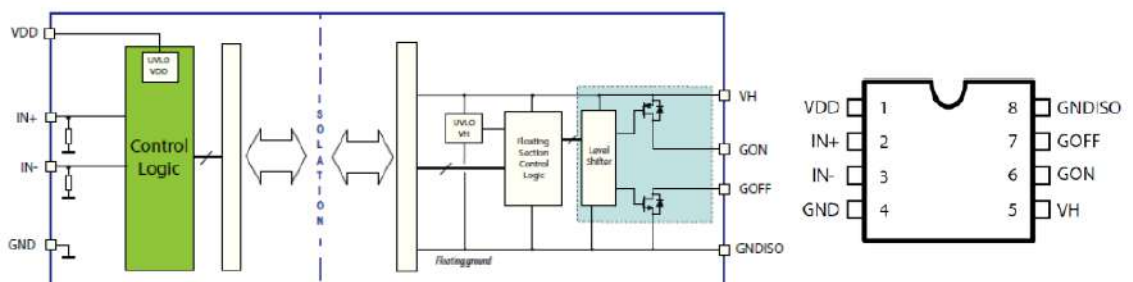 VDD
UVLO
VDD
IN+
IN-
Control
Logic
GND
ISOLATION
UVLO
VH
Floating
Section
Control
Logic
Level
Shifter
Floating ground
VH
GON
GOFF
GNDISO
VDD 1 8 GNDISO
IN+ 2 7 GOFF
IN- 3 6 GON
GND 4 5 VH